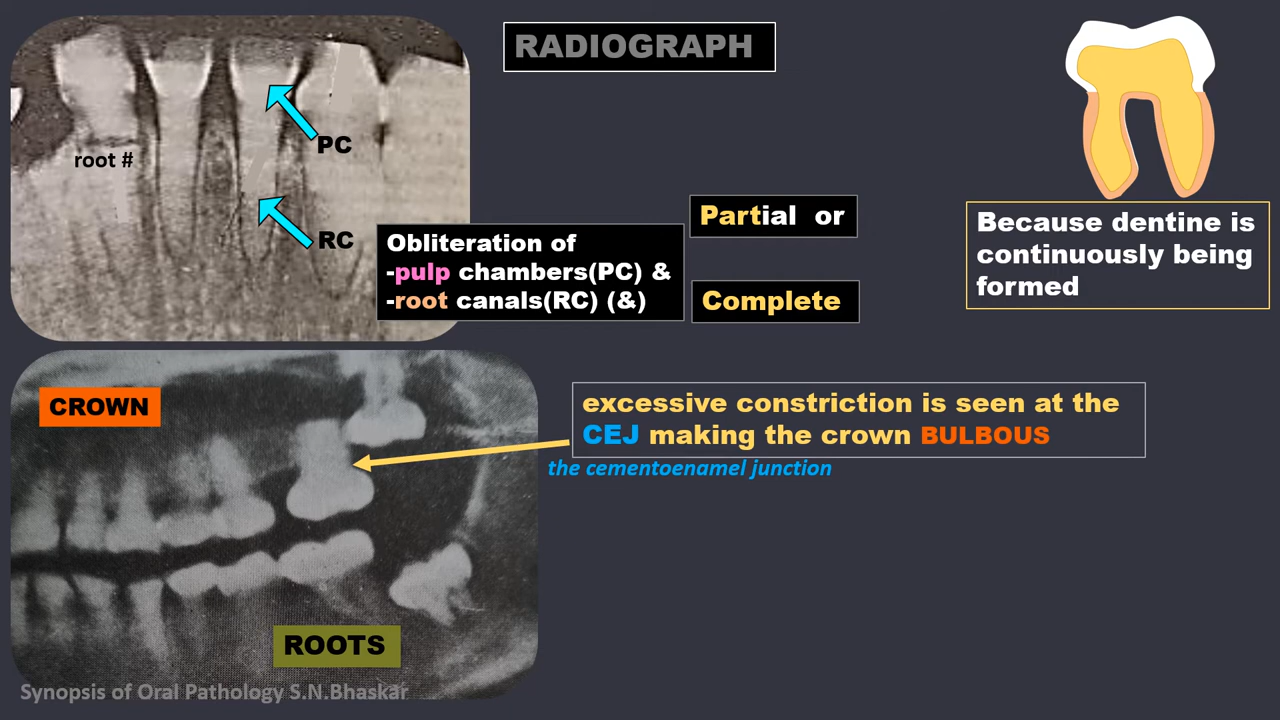 RADIOGRAPH
PC
root #
RC
Obliteration of
-pulp chambers(PC) &
-root canals(RC) (&)
Partial or
Complete
Because dentine is
continuously being
formed
CROWN
excessive constriction is seen at the
CEJ making the crown BULBOUS
the cementoenamel junction
ROOTS
Synopsis of Oral Pathology S.N.Bhaskar